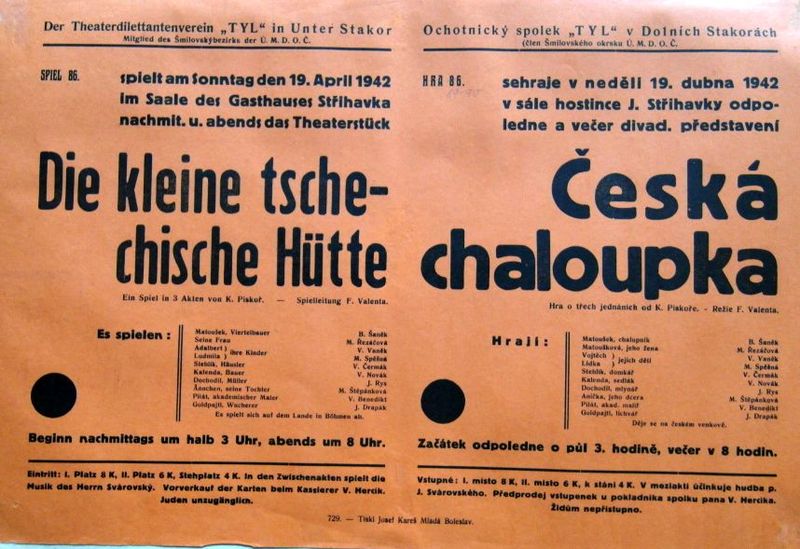 Der Theaterdilettantenverein „TYL" in Unter Stakor
Mitglied des Šmilovskýbezirks der Ú. M. D. O. Č.
SPIEL 86.
spielt am Sonntag den 19. April 1942
im Saale des Gasthauses Střihavka
nachmit. u. abends das Theaterstück
Die kleine tsche-
chische Hütte
Ein Spiel in 3 Akten von K. Piskoř. — Spielleitung F. Valenta.
Es spielen :
Matoušek, Viertelbauer B. Šaněk
Seine Frau M. Řezáčová
Adalbert ) ihre Kinder V. Vaněk
Ludmila ) M. Spěšná
Stehlík, Häusler V. Čermák
Kalenda, Bauer V. Novák
Dochodil, Müller J. Rys
Ännchen, seine Tochter M. Štěpánková
Pilát, akademischer Maler V. Benedikt
Goldpajtl, Wucherer J. Drapák
Es spielt sich auf dem Lande in Böhmen ab.
Beginn nachmittags um halb 3 Uhr, abends um 8 Uhr.
Eintritt: I. Platz 8 K, II. Platz 6 K, Stehplatz 4 K. In den Zwischenakten spielt die
Musik des Herrn Svárovský. Vorverkauf der Karten beim Kassierer V. Hercík.
Juden unzugänglich.
Ochotnický spolek „TYL" v Dolních Stakorách
(člen Šmilovského okrsku Ú. M. D. O. Č.)
HRA 86.
sehraje v neděli 19. dubna 1942
v sále hostince J. Střihavky odpo-
ledne a večer divad. představení
Česká
chaloupka
Hra o třech jednáních od K. Piskoře. - Režie F. Valenta.
Hrají :
Matoušek, chalupník B. Šaněk
Matoušková, jeho žena M. Řezáčová
Vojtěch ) jejich děti V. Vaněk
Lidka ) M. Spěšná
Stehlík, domkář V. Čermák
Kalenda, sedlák V. Novák
Dochodil, mlynář J. Rys
Anička, jeho dcera M. Štěpánková
Pilát, akad. malíř V. Benedikt
Goldpajtl, lichvář J. Drapák
Děje se na českém venkově.
Začátek odpoledne o půl 3. hodině, večer v 8 hodin.
Vstupné: I. místo 8 K, II. místo 6 K, k stání 4 K. V meziaktí účinkuje hudba p.
J. Svárovského. Předprodej vstupenek u pokladníka spolku pana V. Hercíka.
Židům nepřístupno.
729. — Tiskl Josef Kareš Mladá Boleslav.